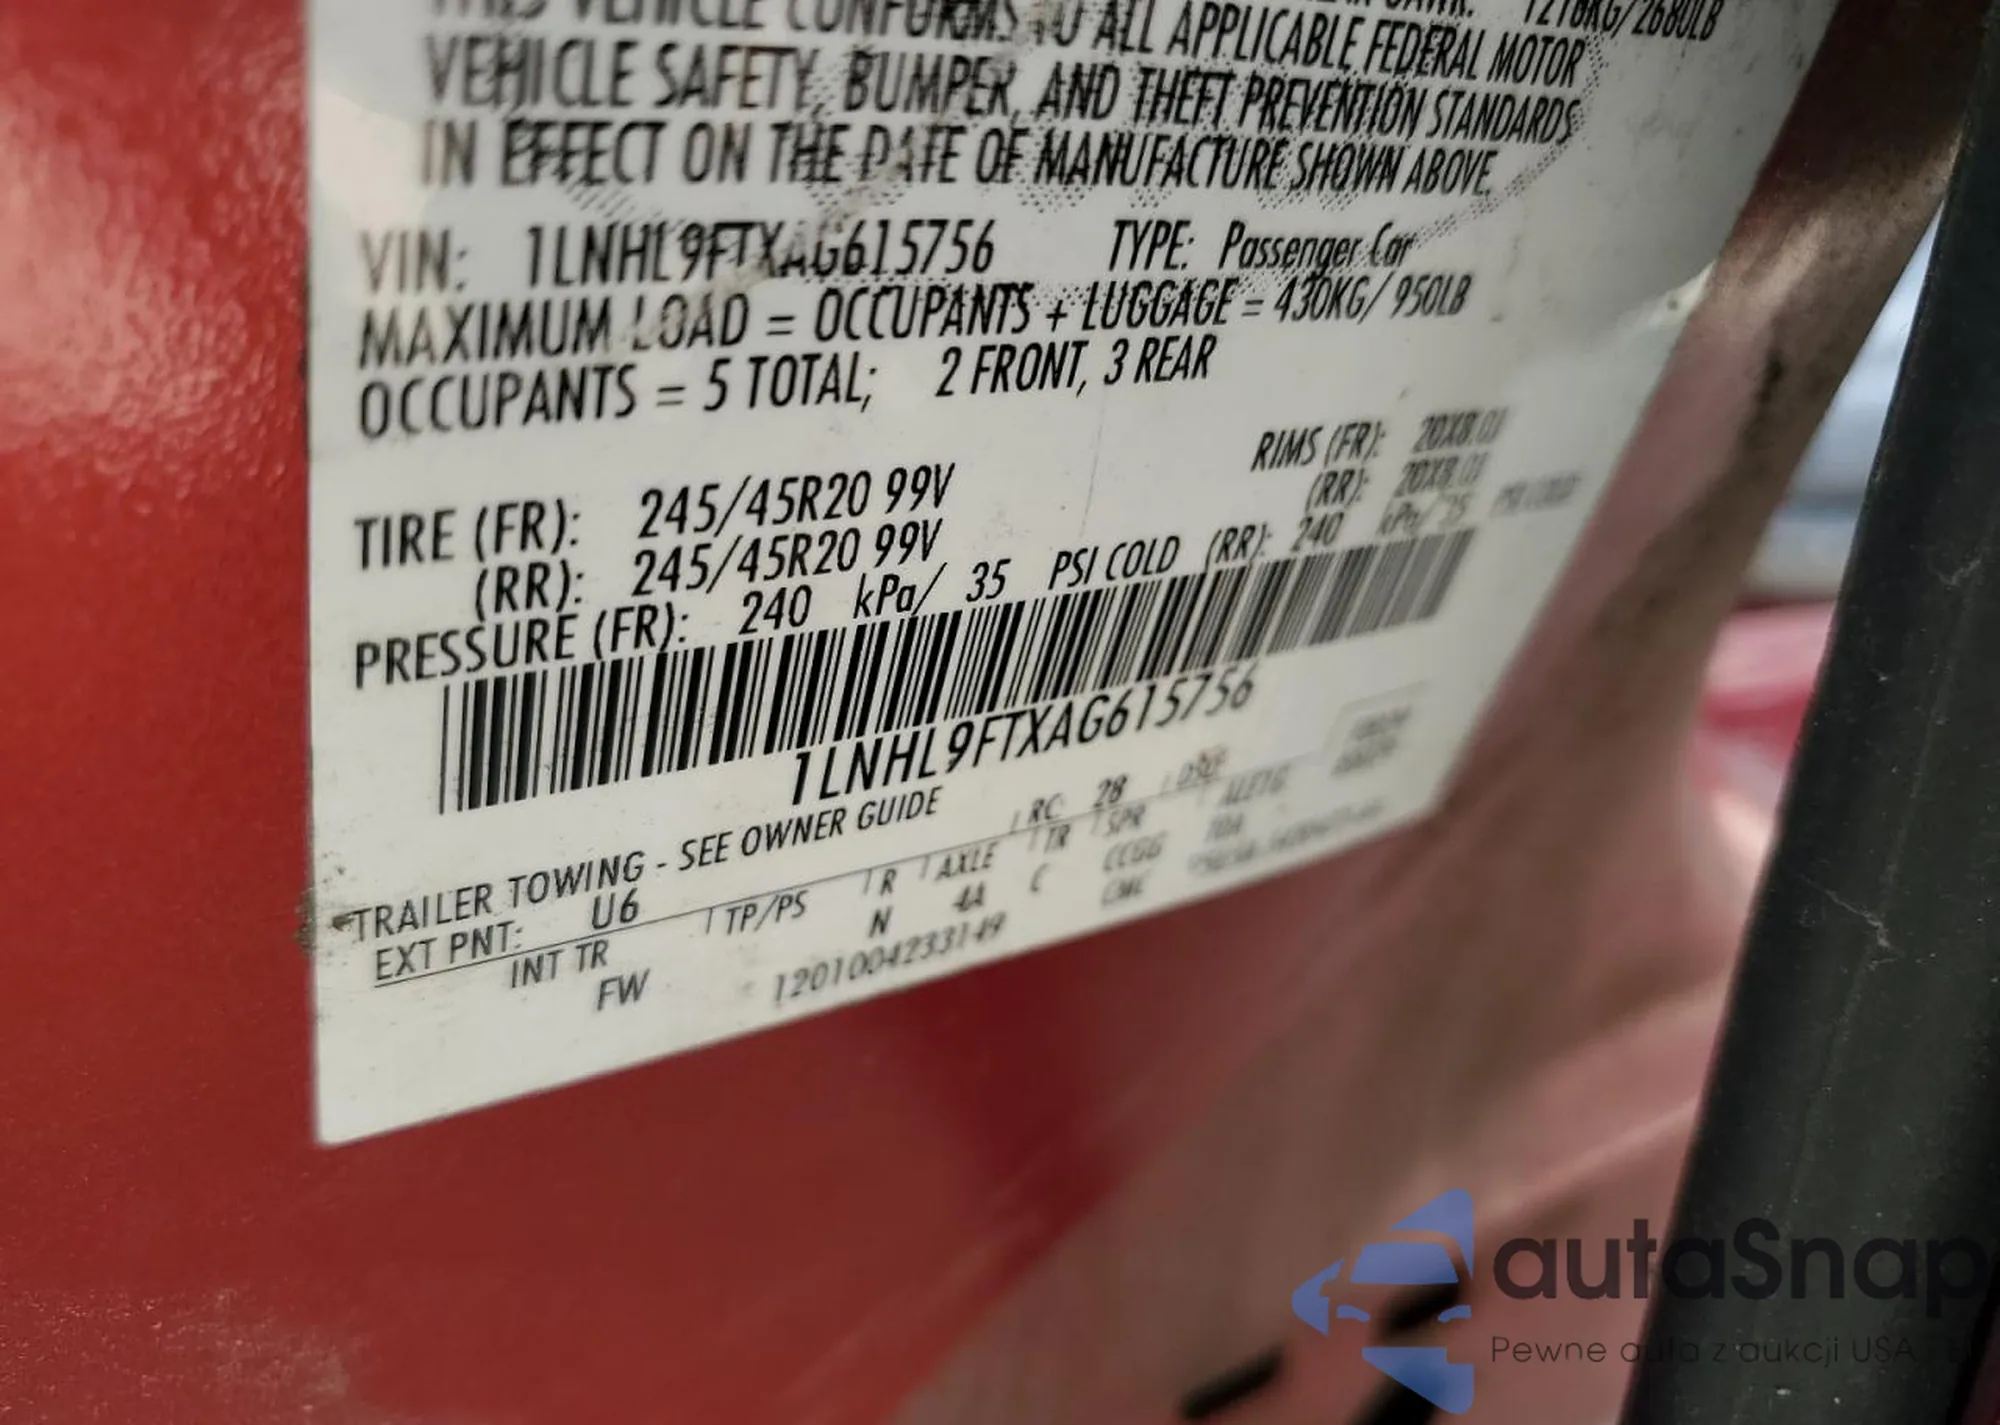 THIS VEHICLE CONFORMS TO ALL APPLICABLE FEDERAL MOTOR
1216KG/2680LB
VEHICLE SAFETY, BUMPER, AND THEFT PREVENTION STANDARDS
IN EFFECT ON THE DATE OF MANUFACTURE SHOWN ABOVE.
VIN: 1LNHL9FTXAG615756 TYPE: Passenger Car
MAXIMUM LOAD = OCCUPANTS + LUGGAGE = 430KG/ 950LB
OCCUPANTS = 5 TOTAL; 2 FRONT, 3 REAR
TIRE (FR): 245/45R20 99V RIMS (FR): 20X8.0J
(RR): 245/45R20 99V (RR): 20X8.0J
PRESSURE (FR): 240 kPa/ 35 PSI COLD (RR): 240 kPa/ 35 PSI COLD
1LNHL9FTXAG615756
TRAILER TOWING - SEE OWNER GUIDE
EXT PNT: U6 RC: 28 DSO:
INT TR TP/PS R AXLE TR SPR
FW N 4A C CCGG
1201004233149
autaSnap
Pewne auta z aukcji USA